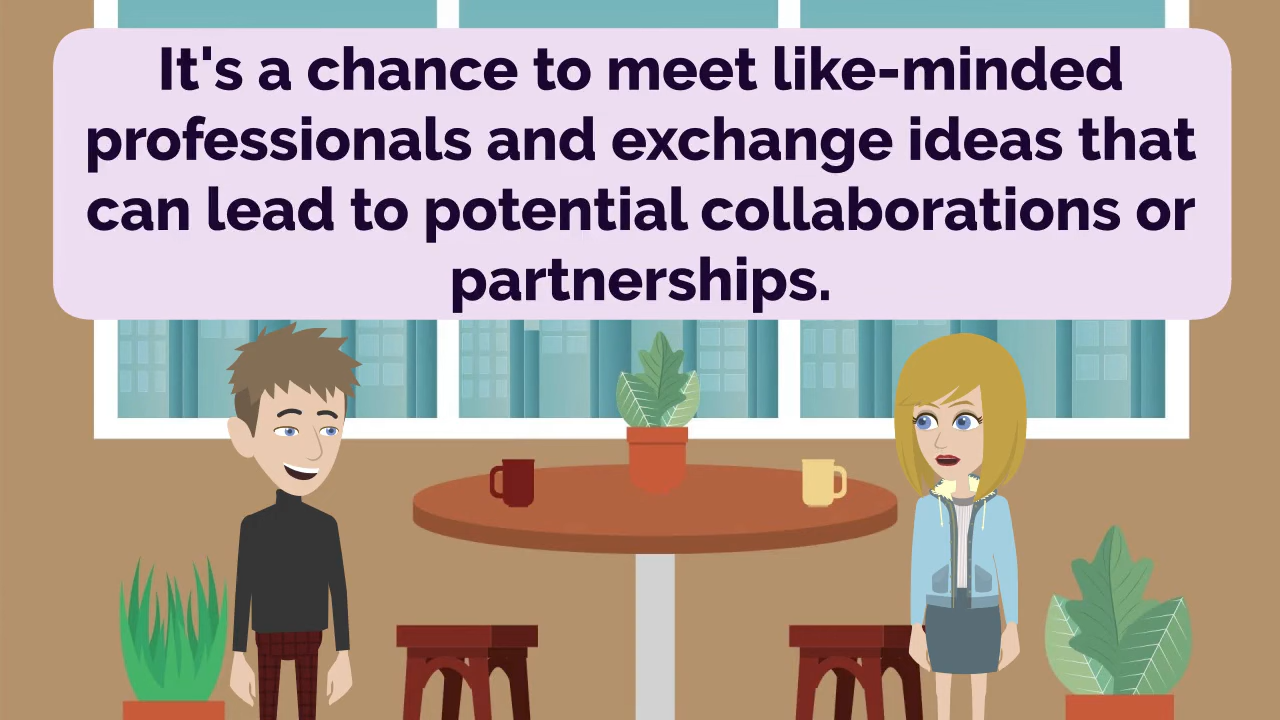 It's a chance to meet like-minded
professionals and exchange ideas that
can lead to potential collaborations or
partnerships.